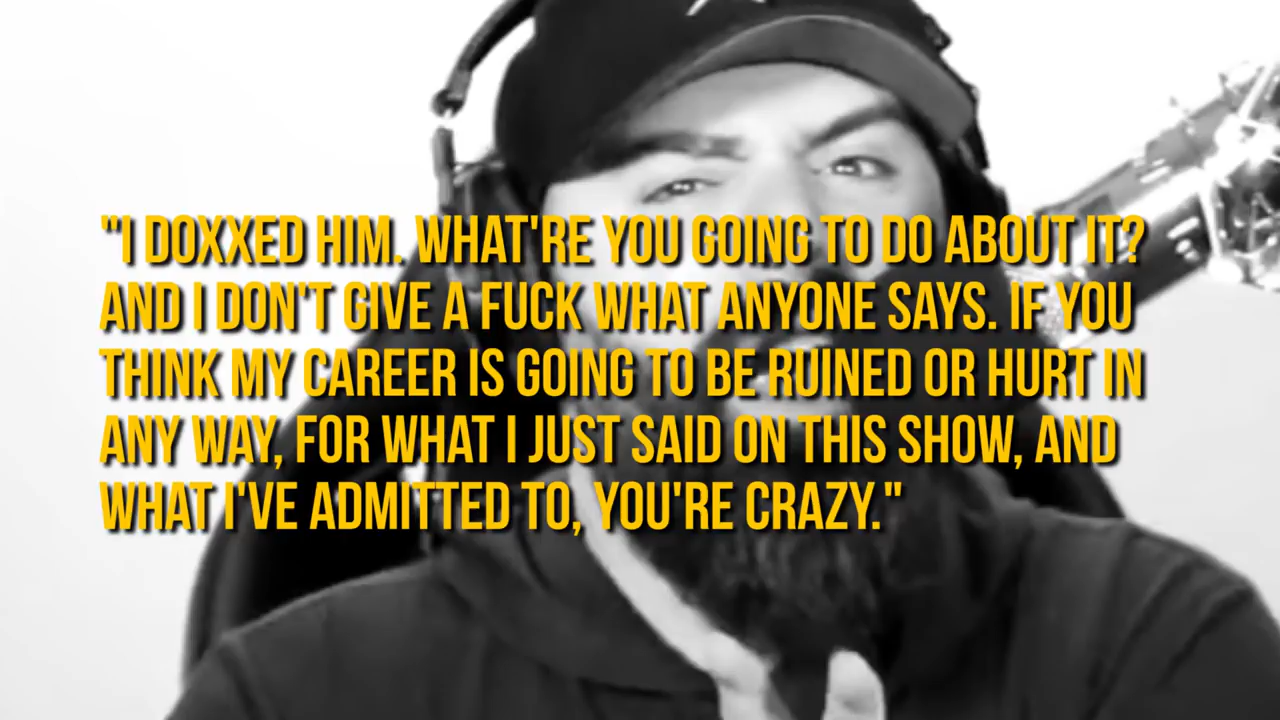 "I DOXXED HIM. WHAT'RE YOU GOING TO DO ABOUT IT?
AND I DON'T GIVE A FUCK WHAT ANYONE SAYS. IF YOU
THINK MY CAREER IS GOING TO BE RUINED OR HURT IN
ANY WAY, FOR WHAT I JUST SAID ON THIS SHOW, AND
WHAT I'VE ADMITTED TO, YOU'RE CRAZY."